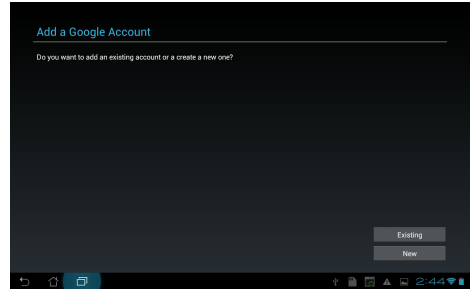 Add a Google Account
Do you want to add an existing account or a create a new one?
Existing
New
2:44